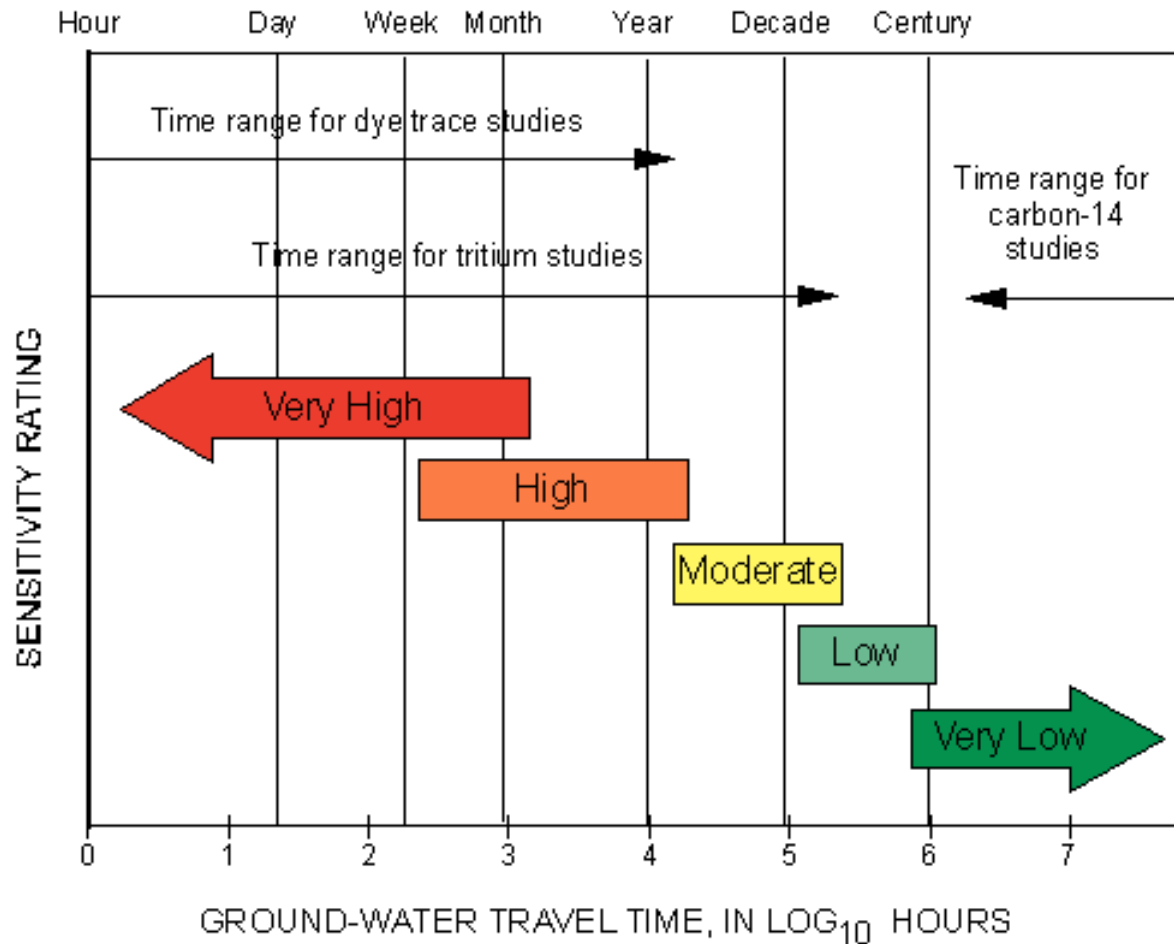 Hour Day Week Month Year Decade Century
Time range for dye trace studies
Time range for
carbon-14
studies
Time range for tritium studies
SENSITIVITY RATING
Very High
High
Moderate
Low
Very Low
0 1 2 3 4 5 6 7
GROUND-WATER TRAVEL TIME, IN LOG10 HOURS